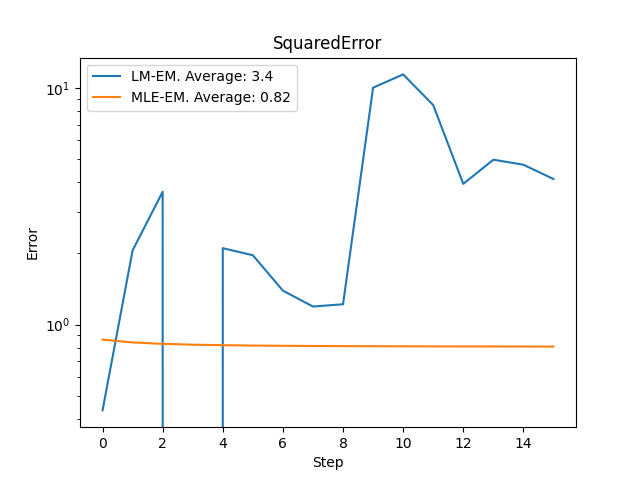 SquaredError
LM-EM. Average: 3.4
MLE-EM. Average: 0.82
10¹
10⁰
Error
0 2 4 6 8 10 12 14
Step